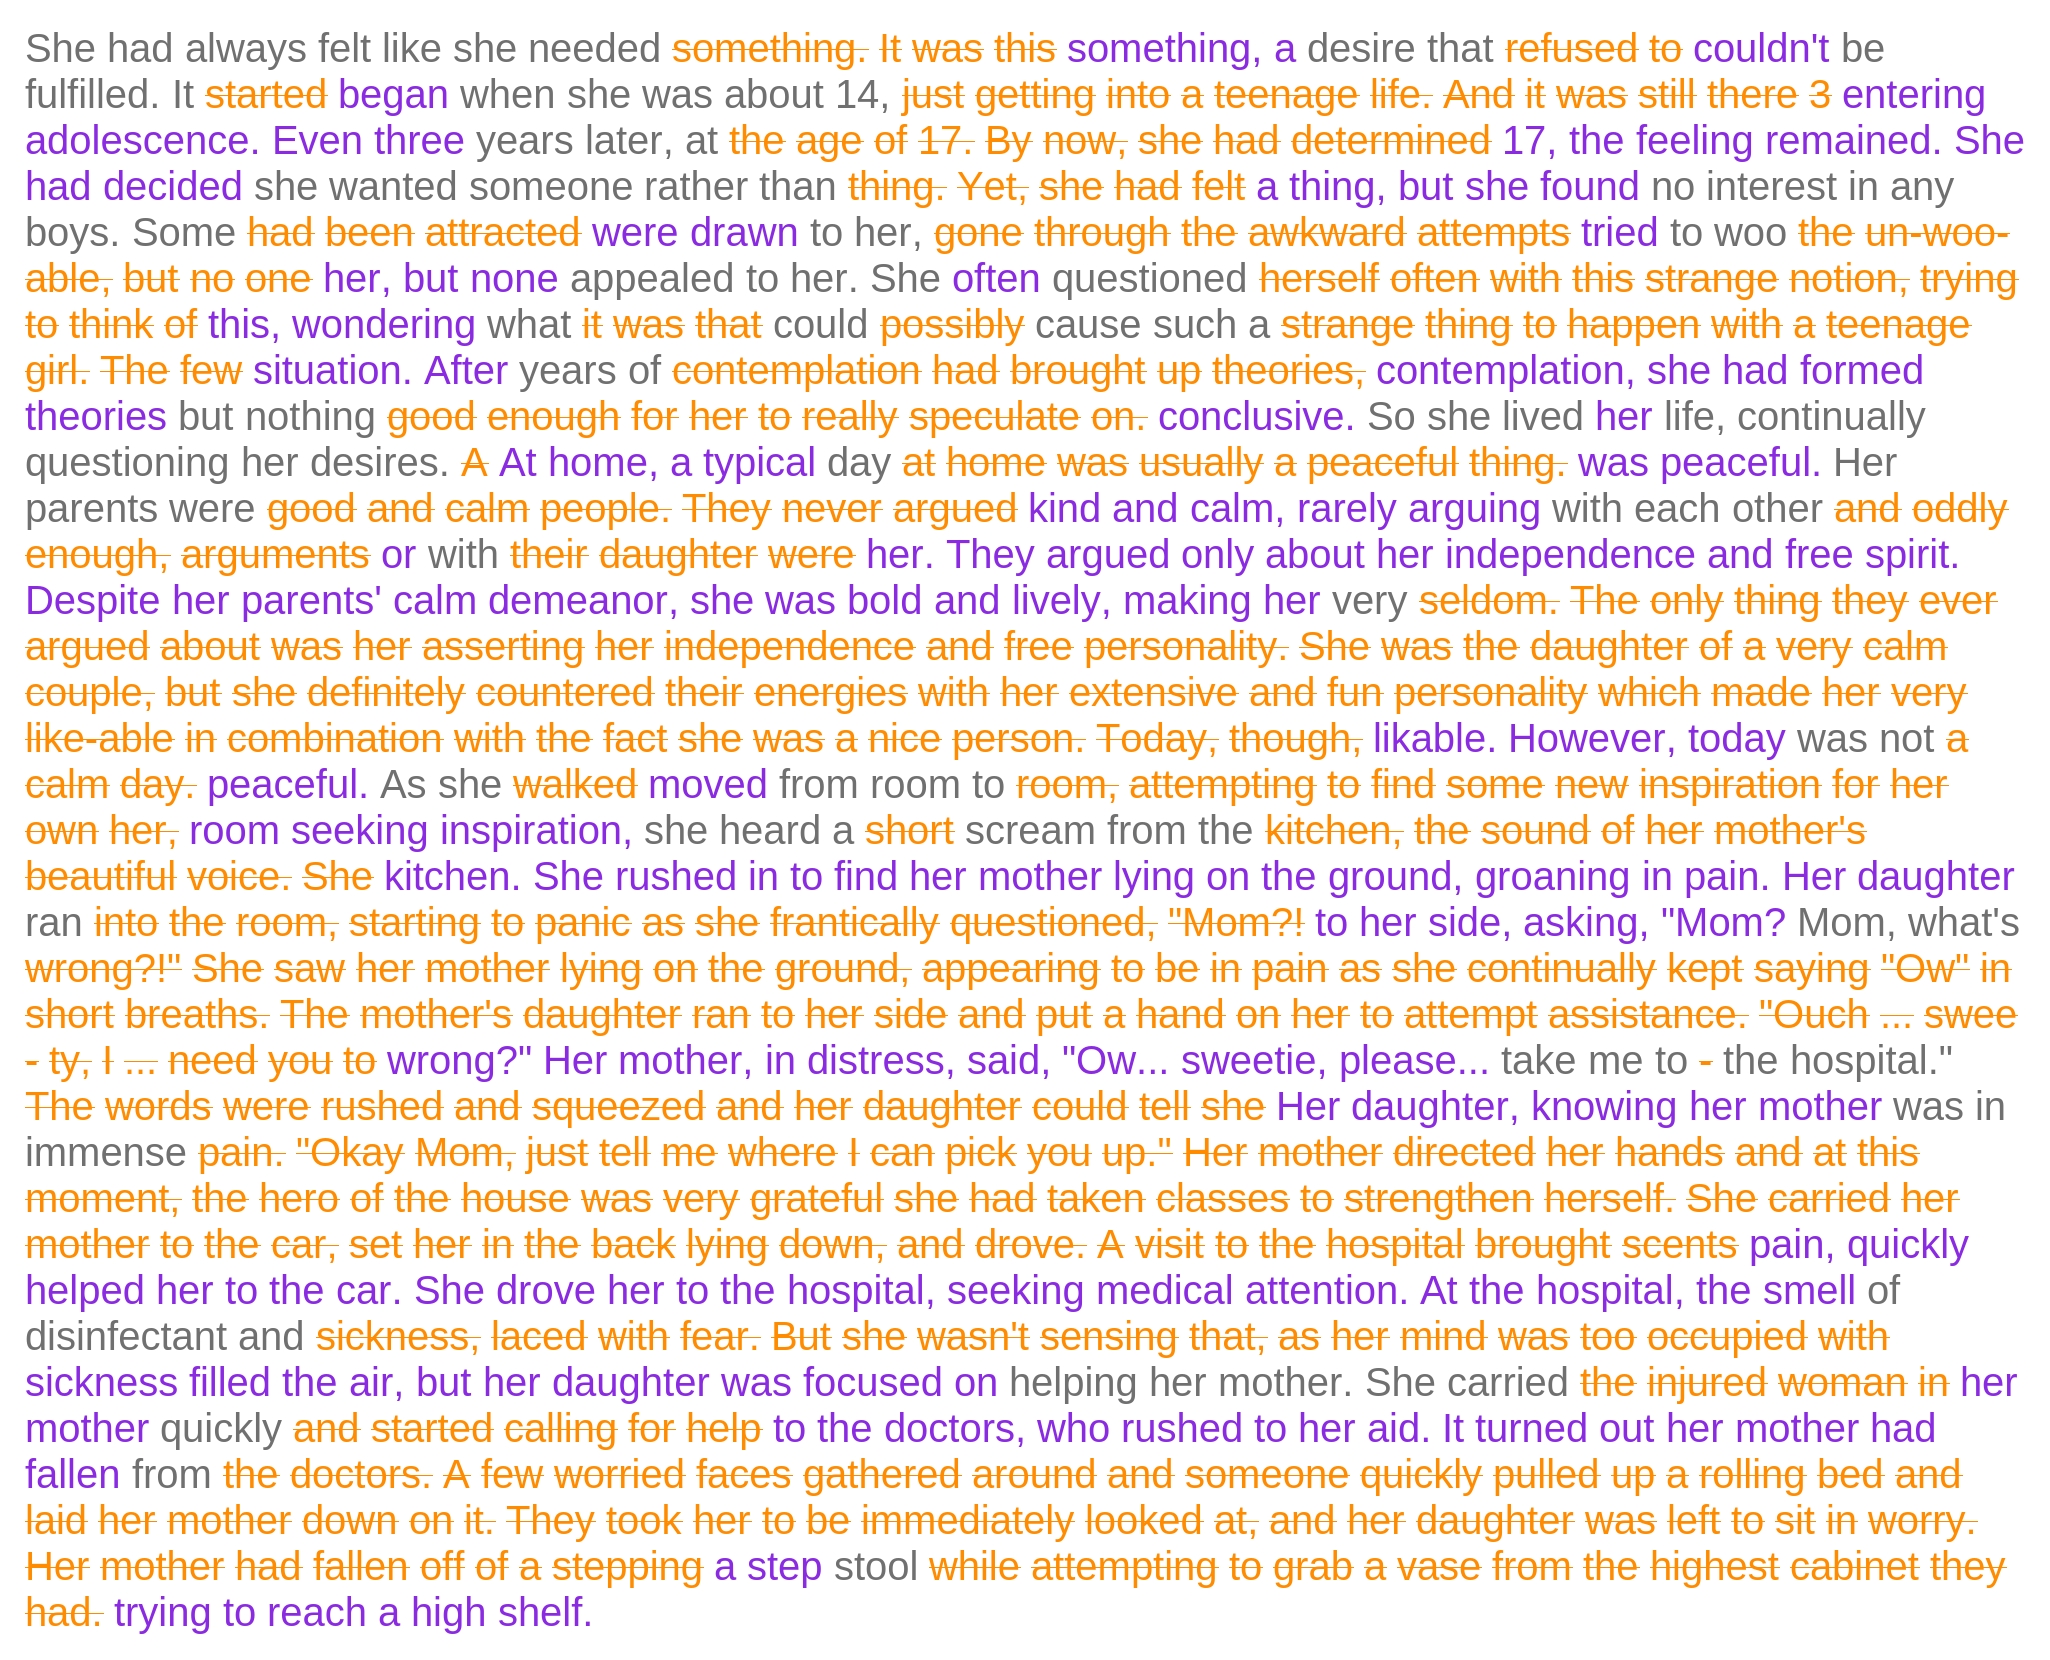 She had always felt like she needed something. It was this something, a desire that refused to couldn't be
fulfilled. It started began when she was about 14, just getting into a teenage life. And it was still there 3 entering
adolescence. Even three years later, at the age of 17. By now, she had determined 17, the feeling remained. She
had decided she wanted someone rather than thing. Yet, she had felt a thing, but she found no interest in any
boys. Some had been attracted were drawn to her, gone through the awkward attempts tried to woo the un-woo-
able, but no one her, but none appealed to her. She often questioned herself often with this strange notion, trying
to think of this, wondering what it was that could possibly cause such a strange thing to happen with a teenage
girl. The few situation. After years of contemplation had brought up theories, contemplation, she had formed
theories but nothing good enough for her to really speculate on. conclusive. So she lived her life, continually
questioning her desires. A At home, a typical day at home was usually a peaceful thing. was peaceful. Her
parents were good and calm people. They never argued kind and calm, rarely arguing with each other and oddly
enough, arguments or with their daughter were her. They argued only about her independence and free spirit.
Despite her parents' calm demeanor, she was bold and lively, making her very seldom. The only thing they ever
argued about was her asserting her independence and free personality. She was the daughter of a very calm
couple, but she definitely countered their energies with her extensive and fun personality which made her very
like-able in combination with the fact she was a nice person. Today, though, likable. However, today was not a
calm day. peaceful. As she walked moved from room to room, attempting to find some new inspiration for her
own her, room seeking inspiration, she heard a short scream from the kitchen, the sound of her mother's
beautiful voice. She kitchen. She rushed in to find her mother lying on the ground, groaning in pain. Her daughter
ran into the room, starting to panic as she frantically questioned, "Mom?! to her side, asking, "Mom? Mom, what's
wrong?!" She saw her mother lying on the ground, appearing to be in pain as she continually kept saying "Ow" in
short breaths. The mother's daughter ran to her side and put a hand on her to attempt assistance. "Ouch ... swee
- ty, I ... need you to wrong?" Her mother, in distress, said, "Ow... sweetie, please... take me to - the hospital."
The words were rushed and squeezed and her daughter could tell she Her daughter, knowing her mother was in
immense pain. "Okay Mom, just tell me where I can pick you up." Her mother directed her hands and at this
moment, the hero of the house was very grateful she had taken classes to strengthen herself. She carried her
mother to the car, set her in the back lying down, and drove. A visit to the hospital brought scents pain, quickly
helped her to the car. She drove her to the hospital, seeking medical attention. At the hospital, the smell of
disinfectant and sickness, laced with fear. But she wasn't sensing that, as her mind was too occupied with
sickness filled the air, but her daughter was focused on helping her mother. She carried the injured woman in her
mother quickly and started calling for help to the doctors, who rushed to her aid. It turned out her mother had
fallen from the doctors. A few worried faces gathered around and someone quickly pulled up a rolling bed and
laid her mother down on it. They took her to be immediately looked at, and her daughter was left to sit in worry.
Her mother had fallen off of a stepping a step stool while attempting to grab a vase from the highest cabinet they
had. trying to reach a high shelf.